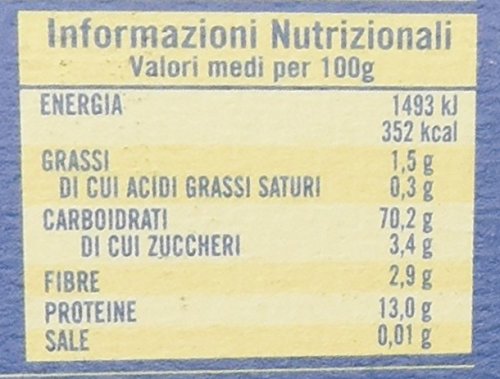 Informazioni Nutrizionali
Valori medi per 100g
ENERGIA 1493 kJ
352 kcal
GRASSI 1,5 g
DI CUI ACIDI GRASSI SATURI 0,3 g
CARBOIDRATI 70,2 g
DI CUI ZUCCHERI 3,4 g
FIBRE 2,9 g
PROTEINE 13,0 g
SALE 0,01 g